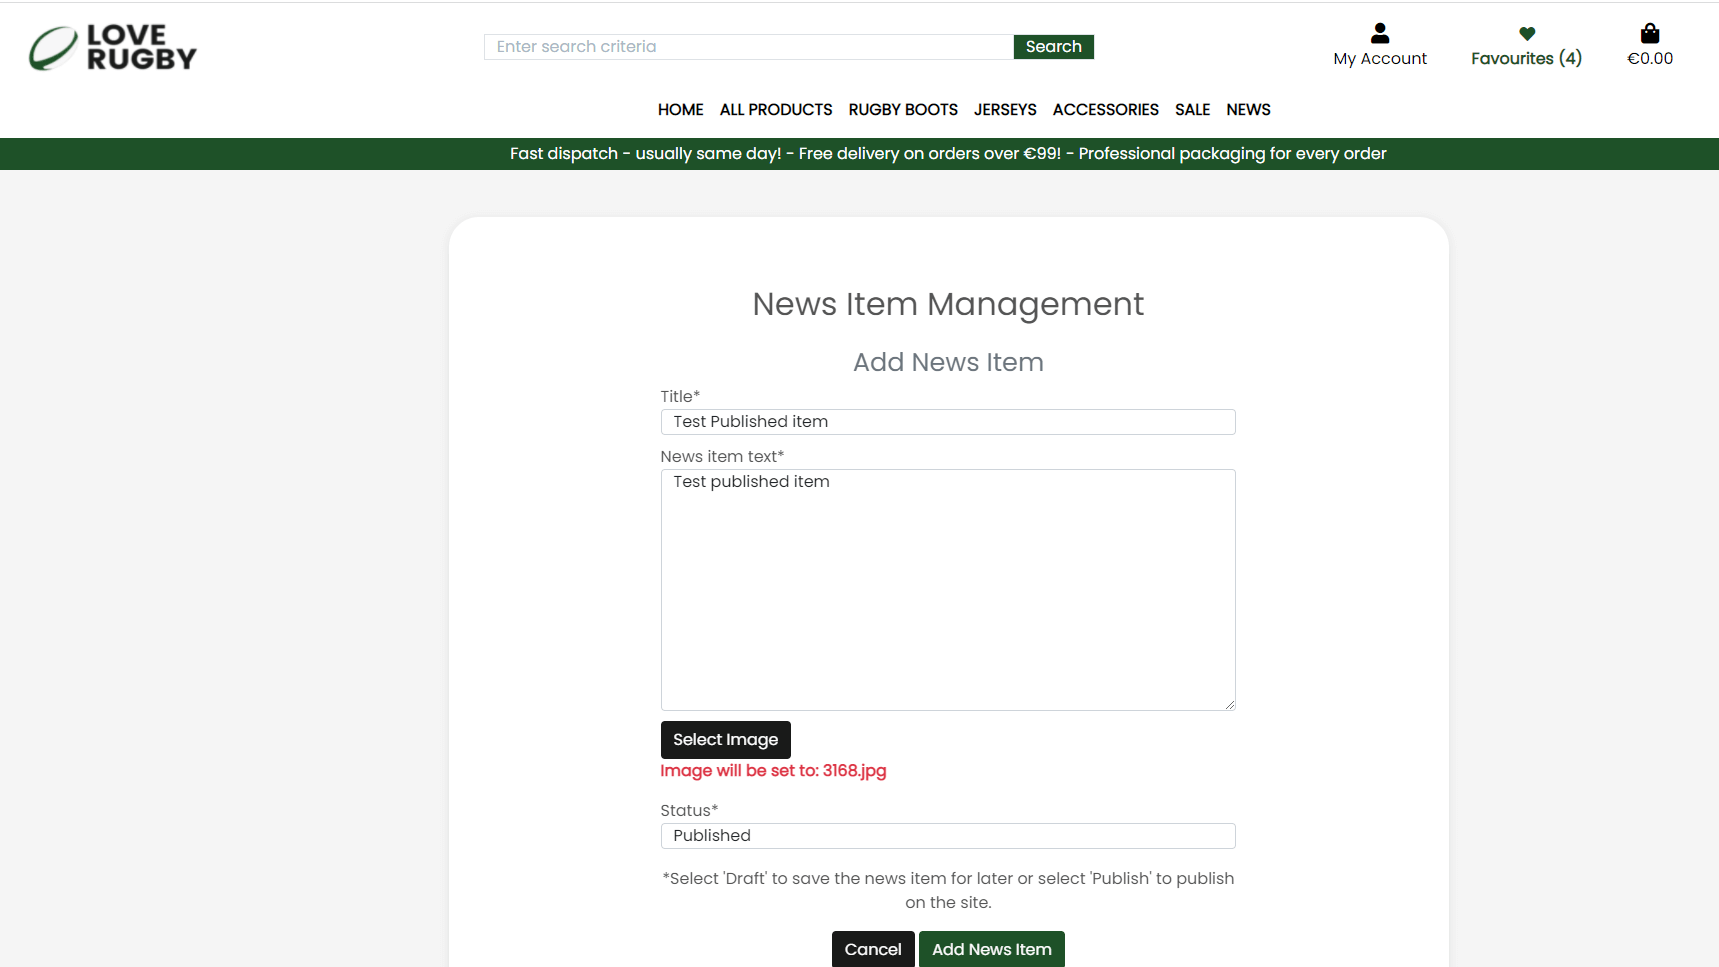 LOVE
RUGBY
Enter search criteria
Search
My Account
Favourites (4)
€0.00
HOME ALL PRODUCTS RUGBY BOOTS JERSEYS ACCESSORIES SALE NEWS
Fast dispatch - usually same day! - Free delivery on orders over €99! - Professional packaging for every order
News Item Management
Add News Item
Title*
Test Published item
News item text*
Test published item
Select Image
Image will be set to: 3168.jpg
Status*
Published
*Select 'Draft' to save the news item for later or select 'Publish' to publish
on the site.
Cancel
Add News Item